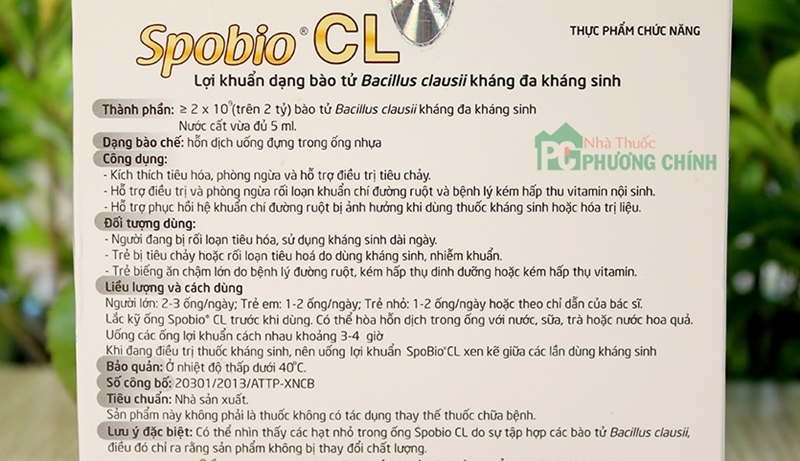 Spobio® CL
THỰC PHẨM CHỨC NĂNG
Lợi khuẩn dạng bào tử Bacillus clausii kháng đa kháng sinh
Thành phần: ≥ 2 x 10⁹(trên 2 tỷ) bào tử Bacillus clausii kháng đa kháng sinh
Nước cất vừa đủ 5 ml.
Dạng bào chế: hỗn dịch uống đựng trong ống nhựa
Nhà Thuốc
PC PHƯƠNG CHÍNH
Công dụng:
- Kích thích tiêu hóa, phòng ngừa và hỗ trợ điều trị tiêu chảy.
- Hỗ trợ điều trị và phòng ngừa rối loạn khuẩn chí đường ruột và bệnh lý kém hấp thu vitamin nội sinh.
- Hỗ trợ phục hồi hệ khuẩn chí đường ruột bị ảnh hưởng khi dùng thuốc kháng sinh hoặc hóa trị liệu.
Đối tượng dùng:
- Người đang bị rối loạn tiêu hóa, sử dụng kháng sinh dài ngày.
- Trẻ bị tiêu chảy hoặc rối loạn tiêu hoá do dùng kháng sinh, nhiễm khuẩn.
- Trẻ biếng ăn chậm lớn do bệnh lý đường ruột, kém hấp thụ dinh dưỡng hoặc kém hấp thụ vitamin.
Liều lượng và cách dùng
Người lớn: 2-3 ống/ngày; Trẻ em: 1-2 ống/ngày; Trẻ nhỏ: 1-2 ống/ngày hoặc theo chỉ dẫn của bác sĩ.
Lắc kỹ ống Spobio® CL trước khi dùng. Có thể hòa hỗn dịch trong ống với nước, sữa, trà hoặc nước hoa quả.
Uống các ống lợi khuẩn cách nhau khoảng 3-4 giờ
Khi đang điều trị thuốc kháng sinh, nên uống lợi khuẩn SpoBio®CL xen kẽ giữa các lần dùng kháng sinh
Bảo quản: Ở nhiệt độ thấp dưới 40°C.
Số công bố: 20301/2013/ATTP-XNCB
Tiêu chuẩn: Nhà sản xuất.
Sản phẩm này không phải là thuốc không có tác dụng thay thế thuốc chữa bệnh.
Lưu ý đặc biệt: Có thể nhìn thấy các hạt nhỏ trong ống Spobio CL do sự tập hợp các bào tử Bacillus clausii,
điều đó chỉ ra rằng sản phẩm không bị thay đổi chất lượng.